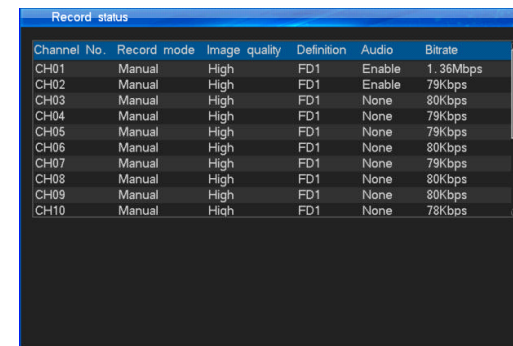 Record status
Channel No. Record mode Image quality Definition Audio Bitrate
CH01 Manual High FD1 Enable 1.36Mbps
CH02 Manual High FD1 Enable 79Kbps
CH03 Manual High FD1 None 80Kbps
CH04 Manual High FD1 None 79Kbps
CH05 Manual High FD1 None 79Kbps
CH06 Manual High FD1 None 80Kbps
CH07 Manual High FD1 None 79Kbps
CH08 Manual High FD1 None 80Kbps
CH09 Manual High FD1 None 80Kbps
CH10 Manual High FD1 None 78Kbps